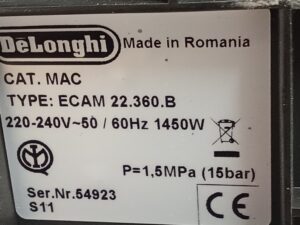 DeLonghi
Made in Romania
CAT. MAC
TYPE: ECAM 22.360.B
220-240V~50 / 60Hz 1450W
P=1,5MPa (15bar)
Ser.Nr.54923
S11
CE